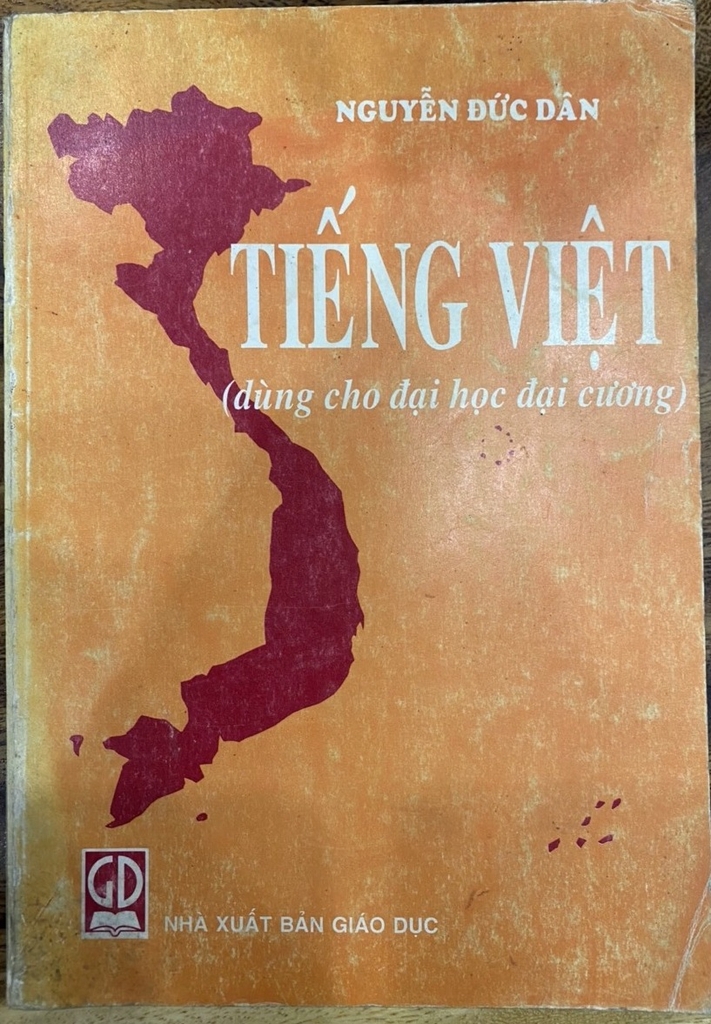 NGUYỄN ĐỨC DÂN
TIẾNG VIỆT
(dùng cho đại học đại cương)
GD
NHÀ XUẤT BẢN GIÁO DỤC